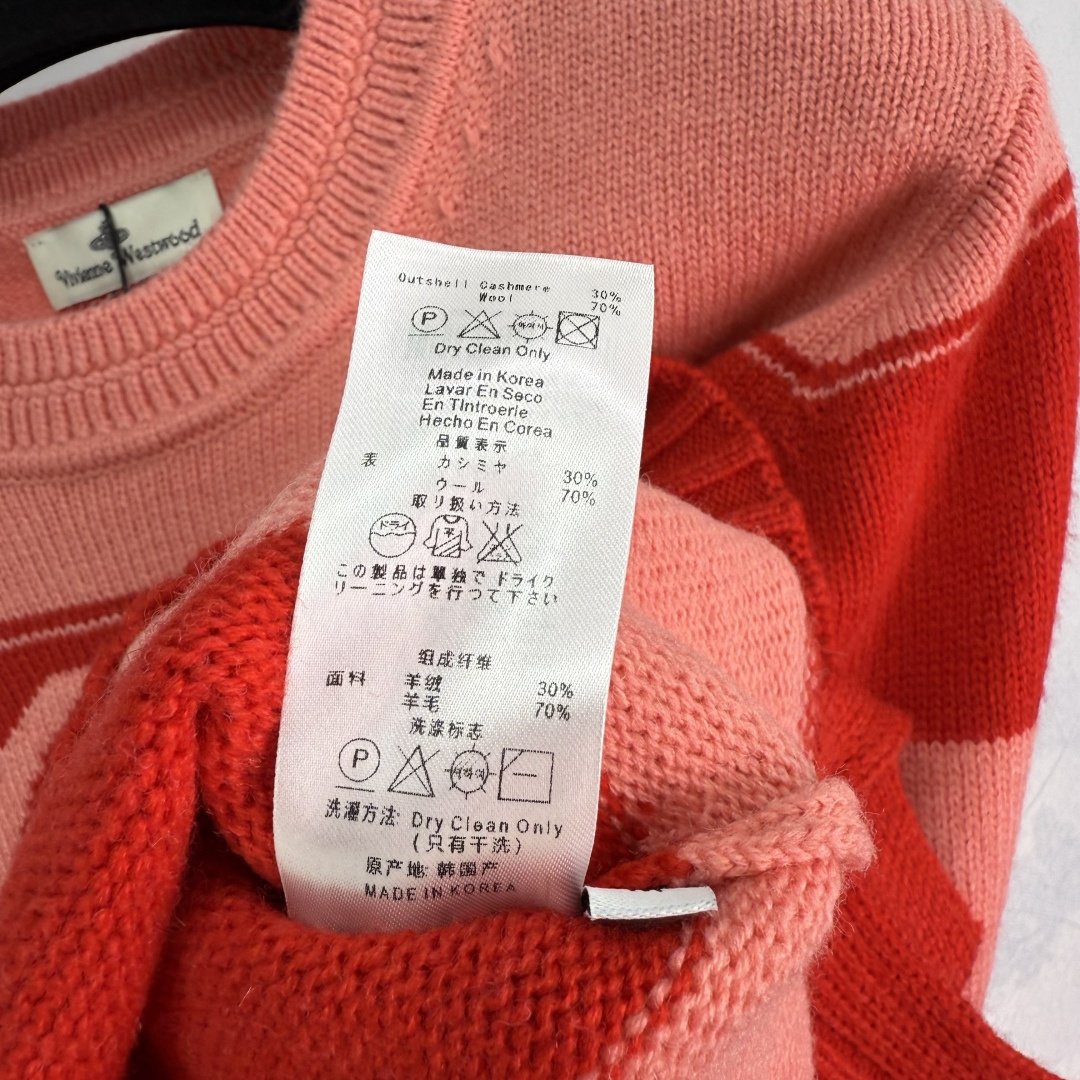 Vivienne Westwood
Outshell Cashmere 30%
Wool 70%
P
Dry Clean Only
Made in Korea
Lavar En Seco
En TIntroerle
Hecho En Corea
品質表示
表 カシミヤ 30%
ウール 70%
取り扱い方法
ドライ
この製品は單独で ドライク
リーニングを行つて下さい
组成纤维
面料 羊绒 30%
羊毛 70%
洗涤标志
P
洗濯方法: Dry Clean Only
(只有干洗)
原产地: 韩国产
MADE IN KOREA